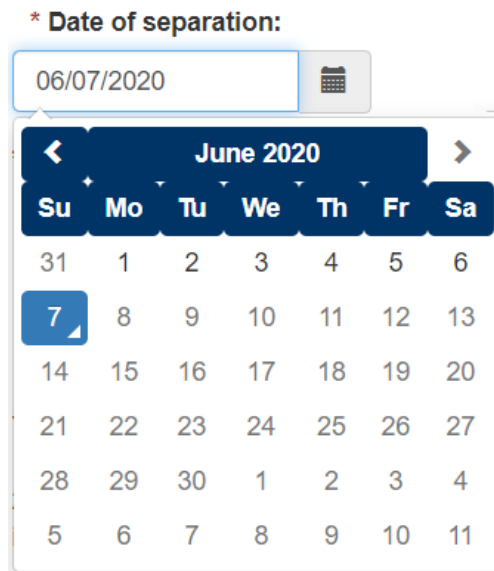 * Date of separation:
06/07/2020
June 2020
Su Mo Tu We Th Fr Sa
31 1 2 3 4 5 6
7 8 9 10 11 12 13
14 15 16 17 18 19 20
21 22 23 24 25 26 27
28 29 30 1 2 3 4
5 6 7 8 9 10 11